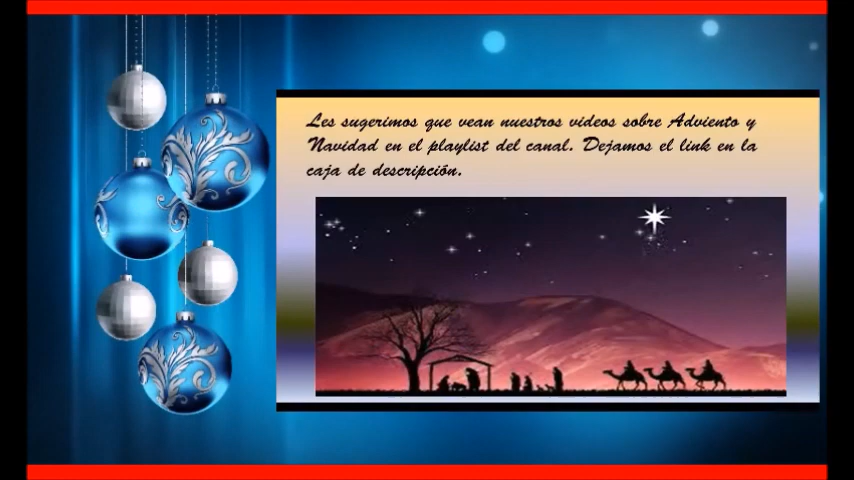 Les sugerimos que vean nuestros videos sobre Adviento y
Navidad en el playlist del canal. Dejamos el link en la
caja de descripción.